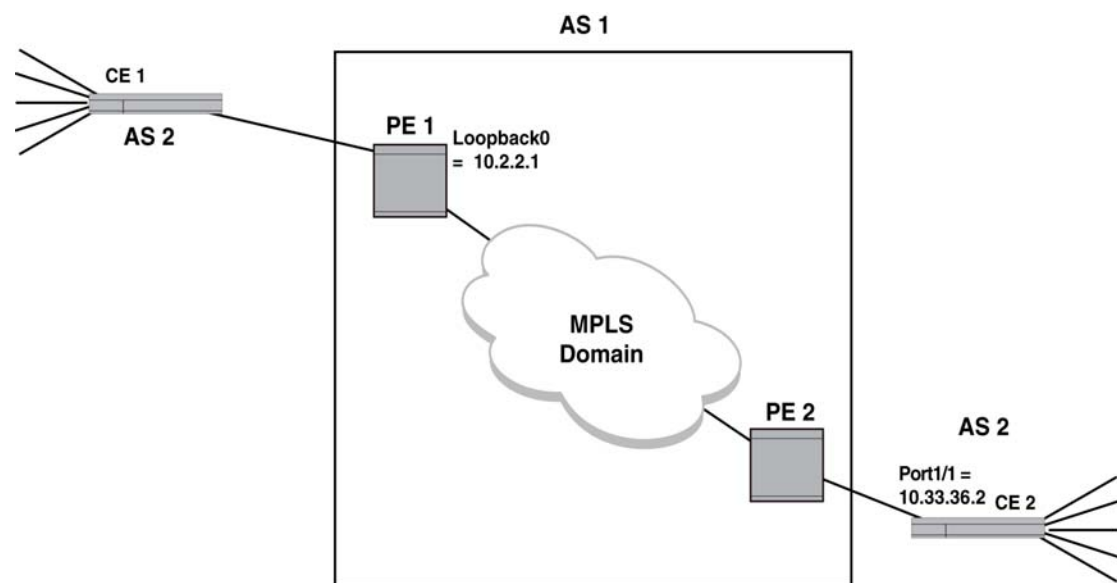 AS 1
CE 1
AS 2
PE 1
Loopback0
= 10.2.2.1
MPLS
Domain
PE 2
AS 2
Port1/1 =
10.33.36.2
CE 2